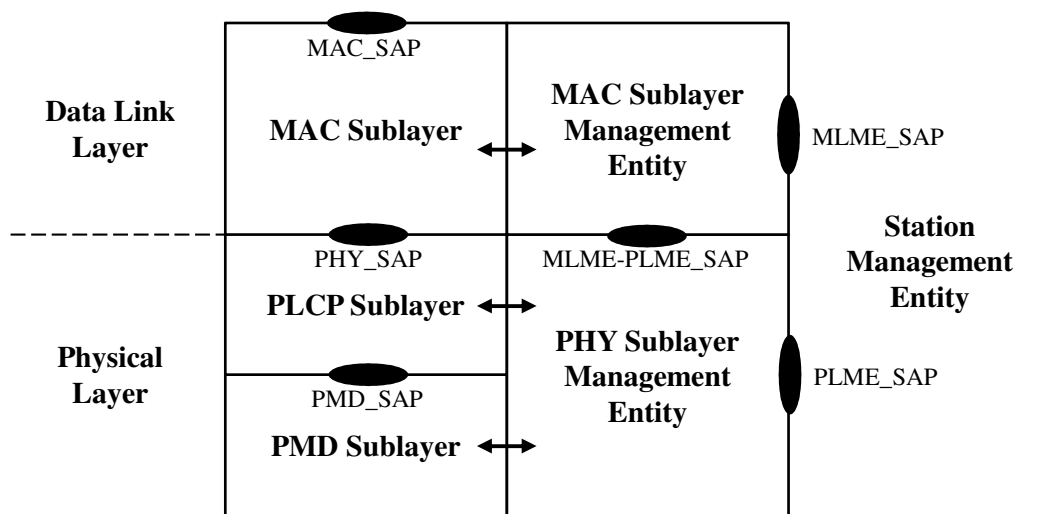 MAC_SAP
Data Link
Layer
MAC Sublayer
MAC Sublayer
Management
Entity
MLME_SAP
PHY_SAP
MLME-PLME_SAP
Station
Management
Entity
PLCP Sublayer
Physical
Layer
PHY Sublayer
Management
Entity
PLME_SAP
PMD_SAP
PMD Sublayer